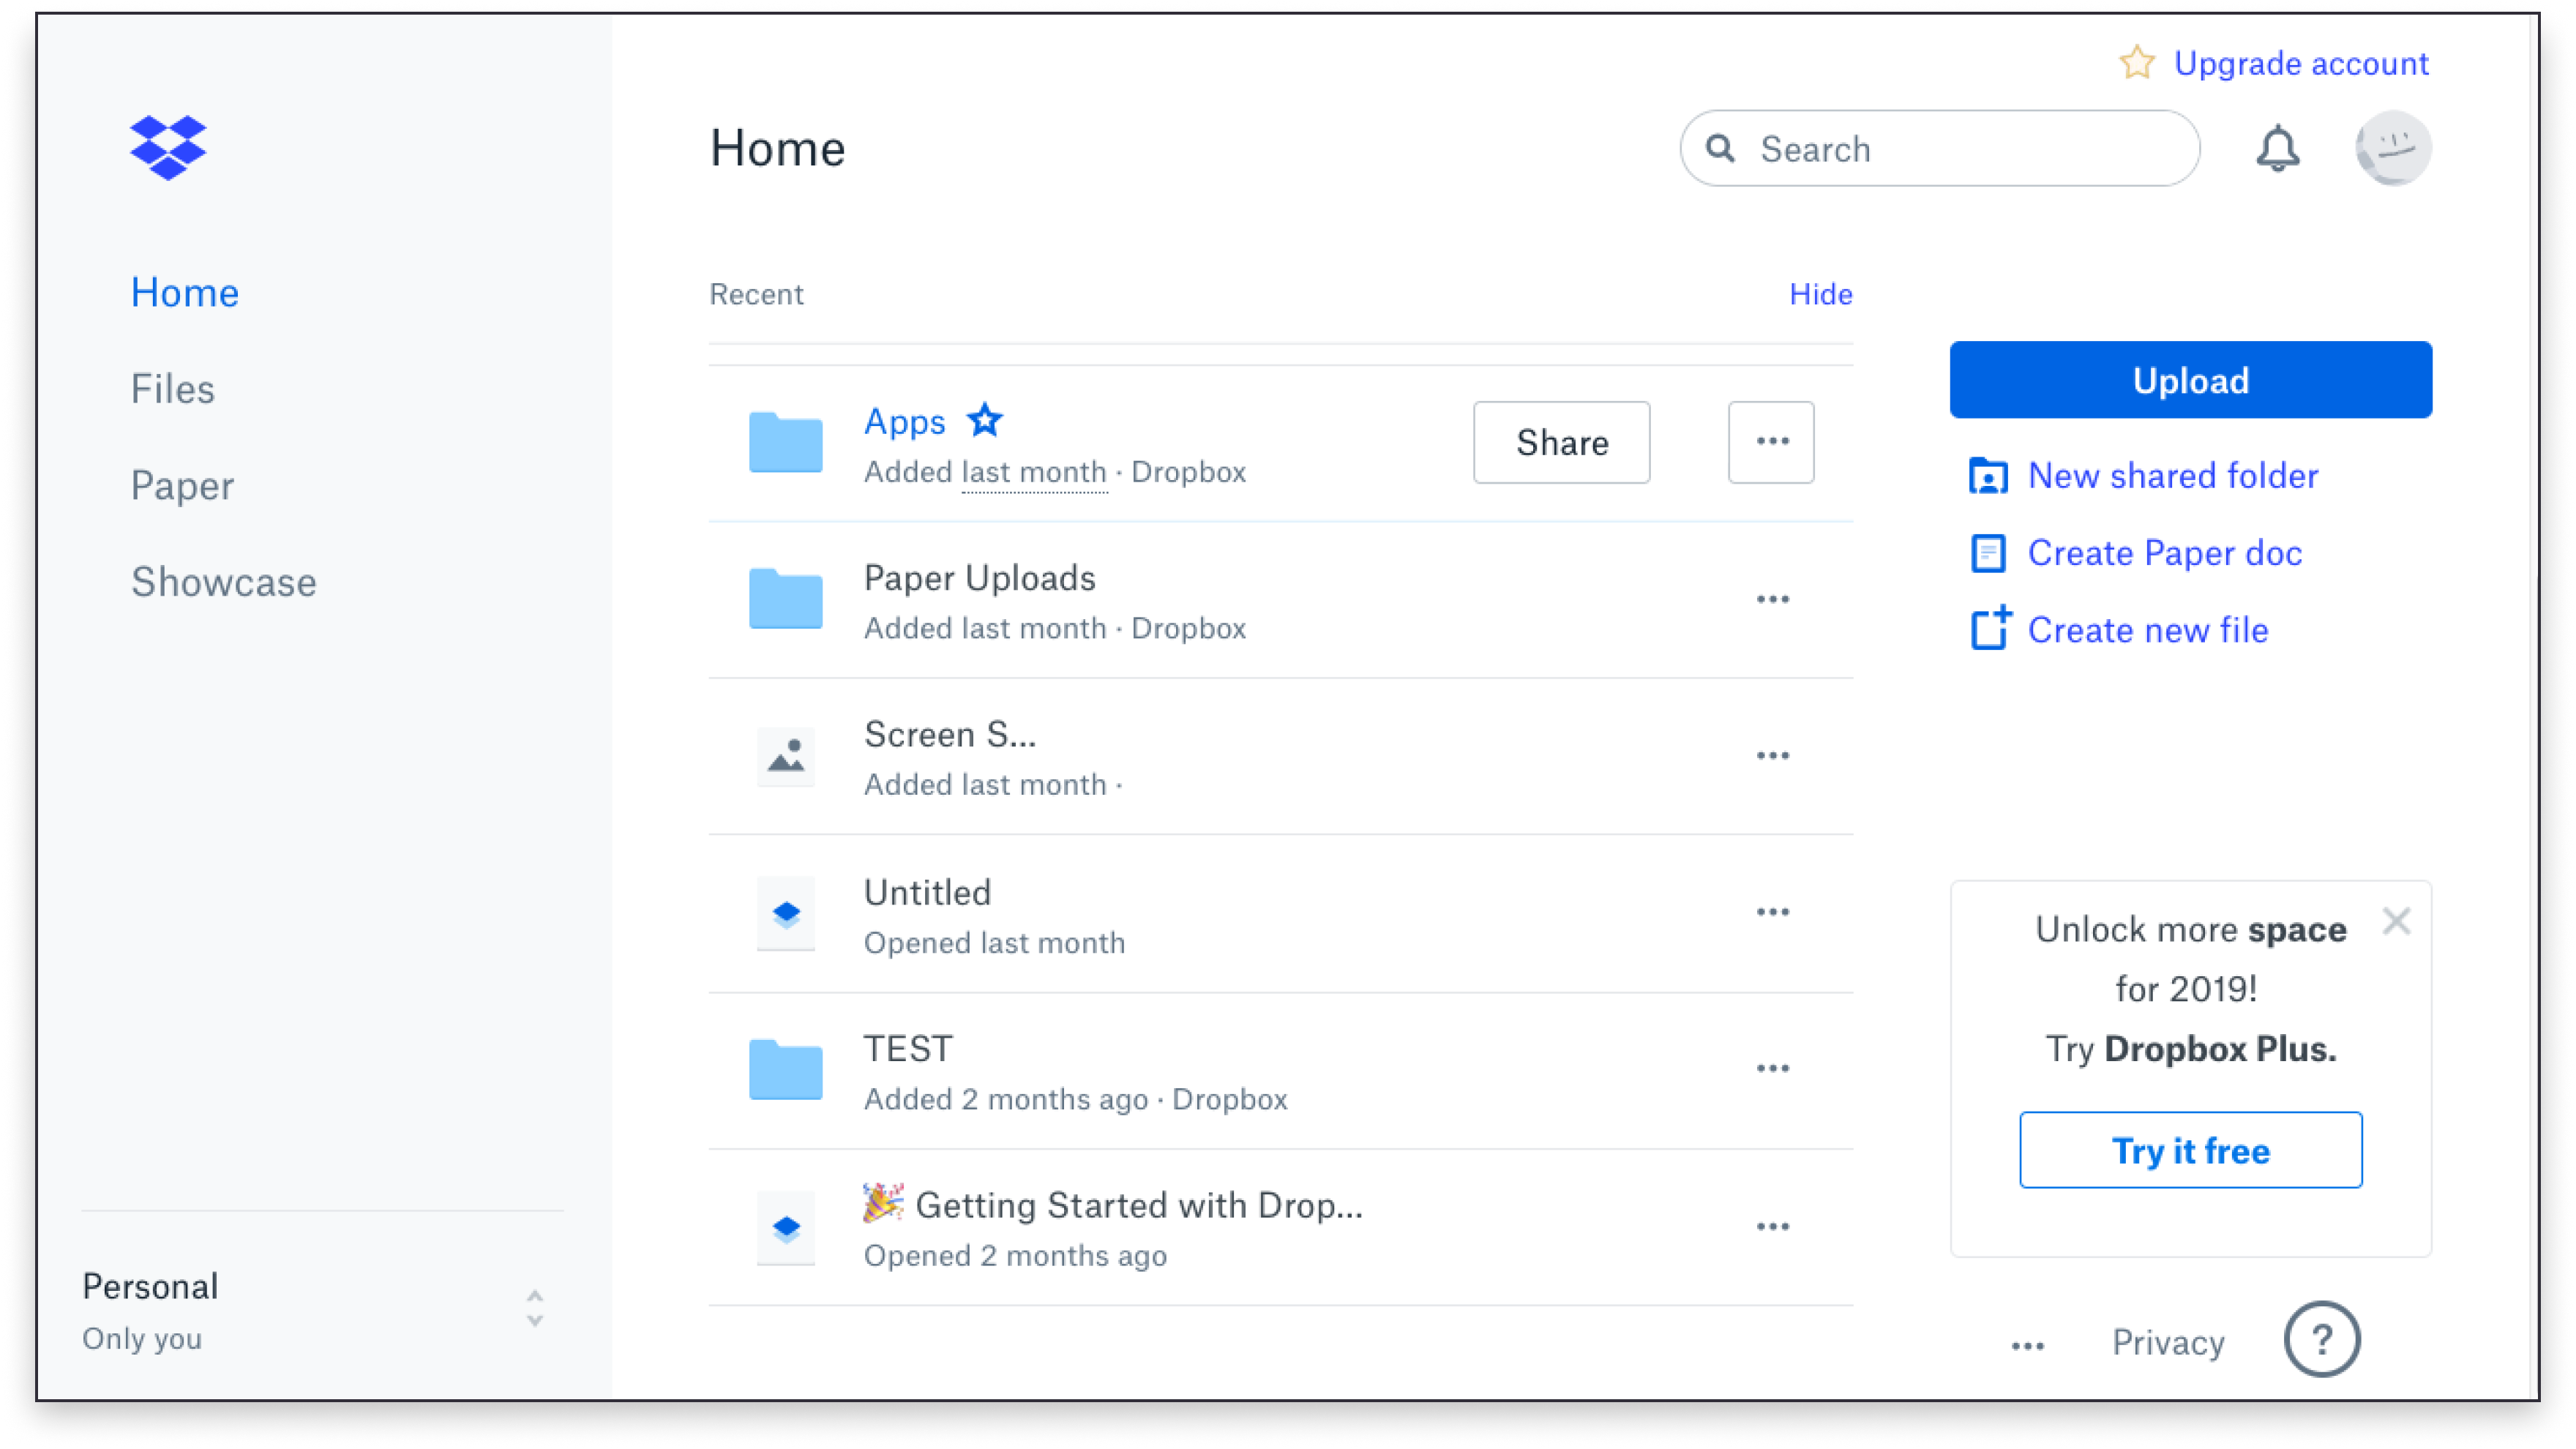 Upgrade account
Home
Search
Home
Files
Paper
Showcase
Recent
Hide
Apps
Share
...
Added last month · Dropbox
Paper Uploads
...
Added last month · Dropbox
Screen S...
...
Added last month ·
Untitled
...
Opened last month
TEST
...
Added 2 months ago · Dropbox
🎉 Getting Started with Drop...
...
Opened 2 months ago
Upload
New shared folder
Create Paper doc
Create new file
Unlock more space
for 2019!
Try Dropbox Plus.
Try it free
Personal
Only you
...
Privacy
?